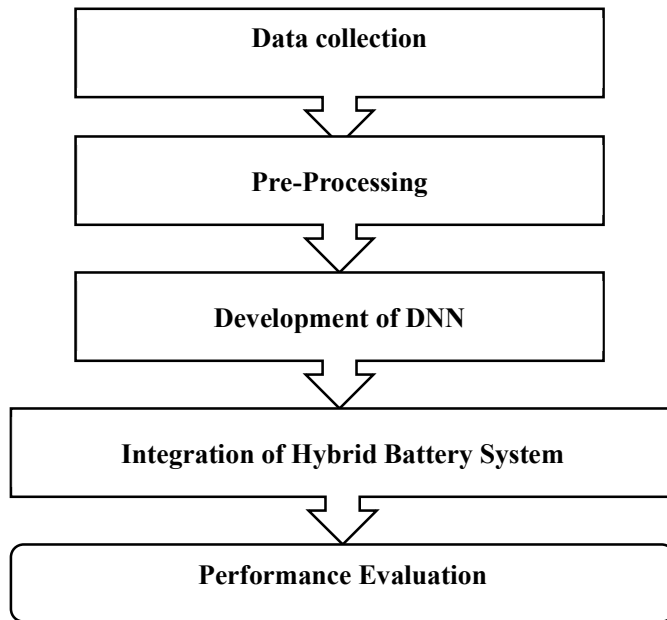 Data collection
Pre-Processing
Development of DNN
Integration of Hybrid Battery System
Performance Evaluation